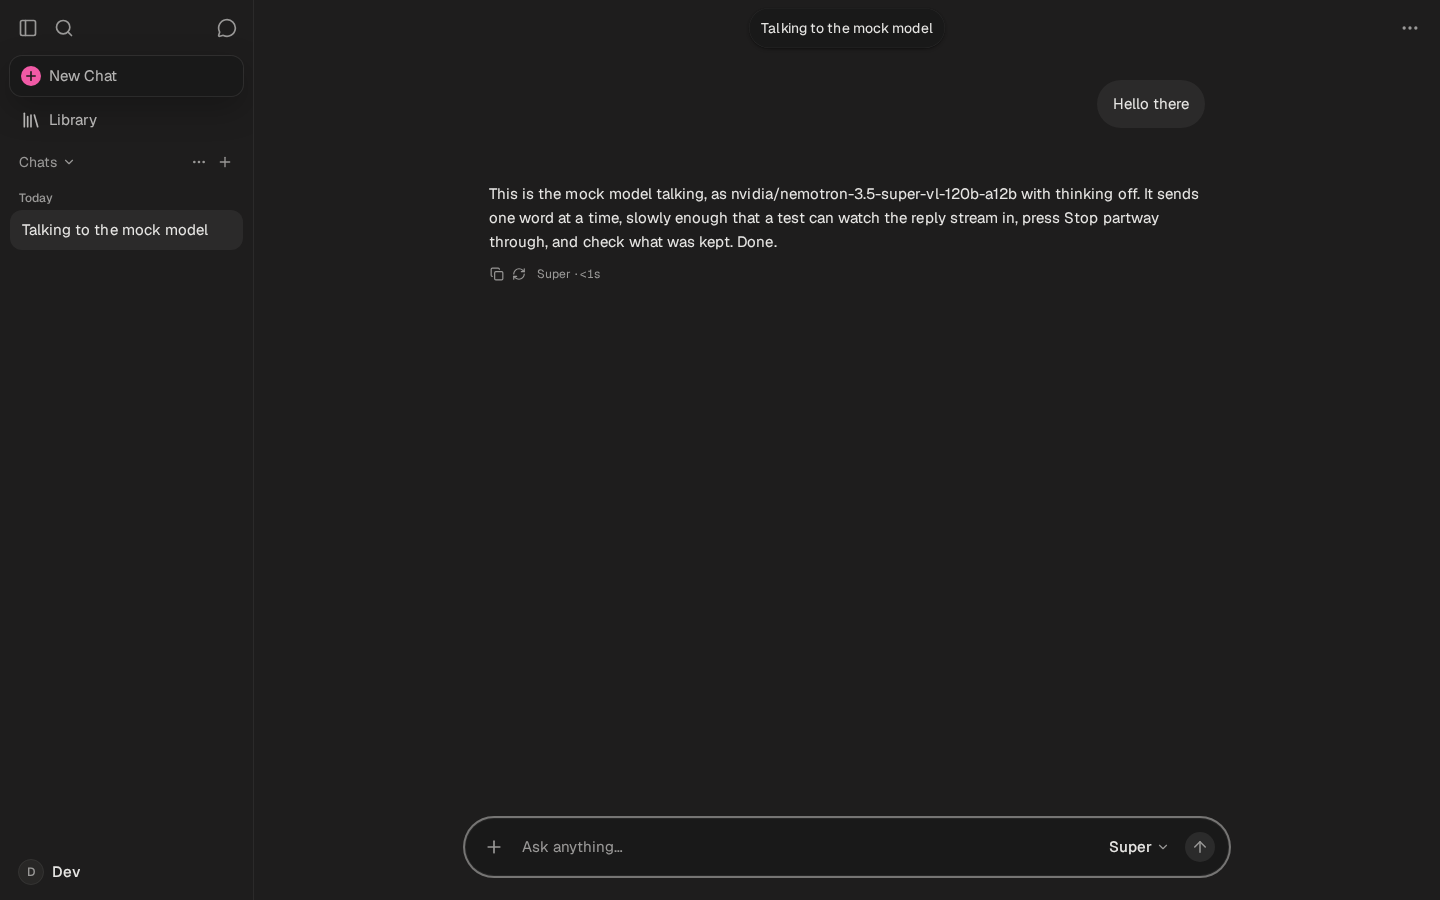 Talking to the mock model
New Chat
Library
Chats
Today
Talking to the mock model
Hello there
This is the mock model talking, as nvidia/nemotron-3.5-super-vl-120b-a12b with thinking off. It sends
one word at a time, slowly enough that a test can watch the reply stream in, press Stop partway
through, and check what was kept. Done.
Super · <1s
Ask anything...
Super
D
Dev